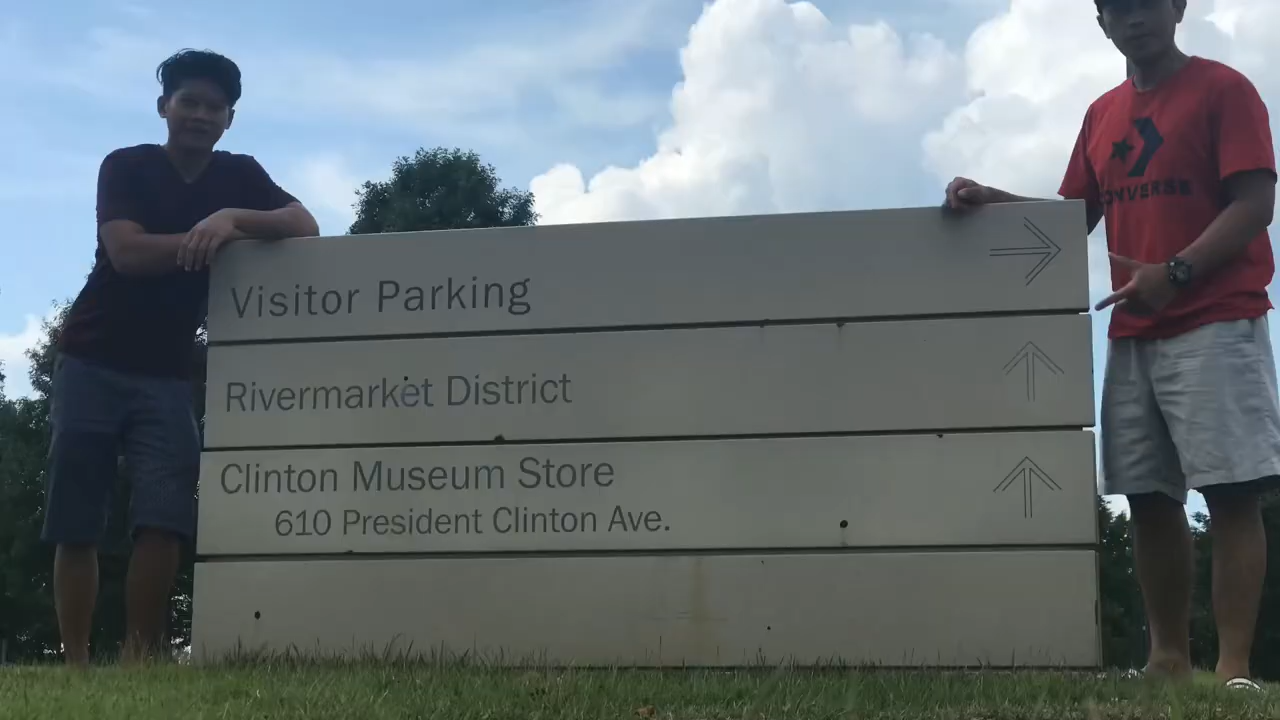 Visitor Parking
Rivermarket District
Clinton Museum Store
610 President Clinton Ave.
CONVERSE